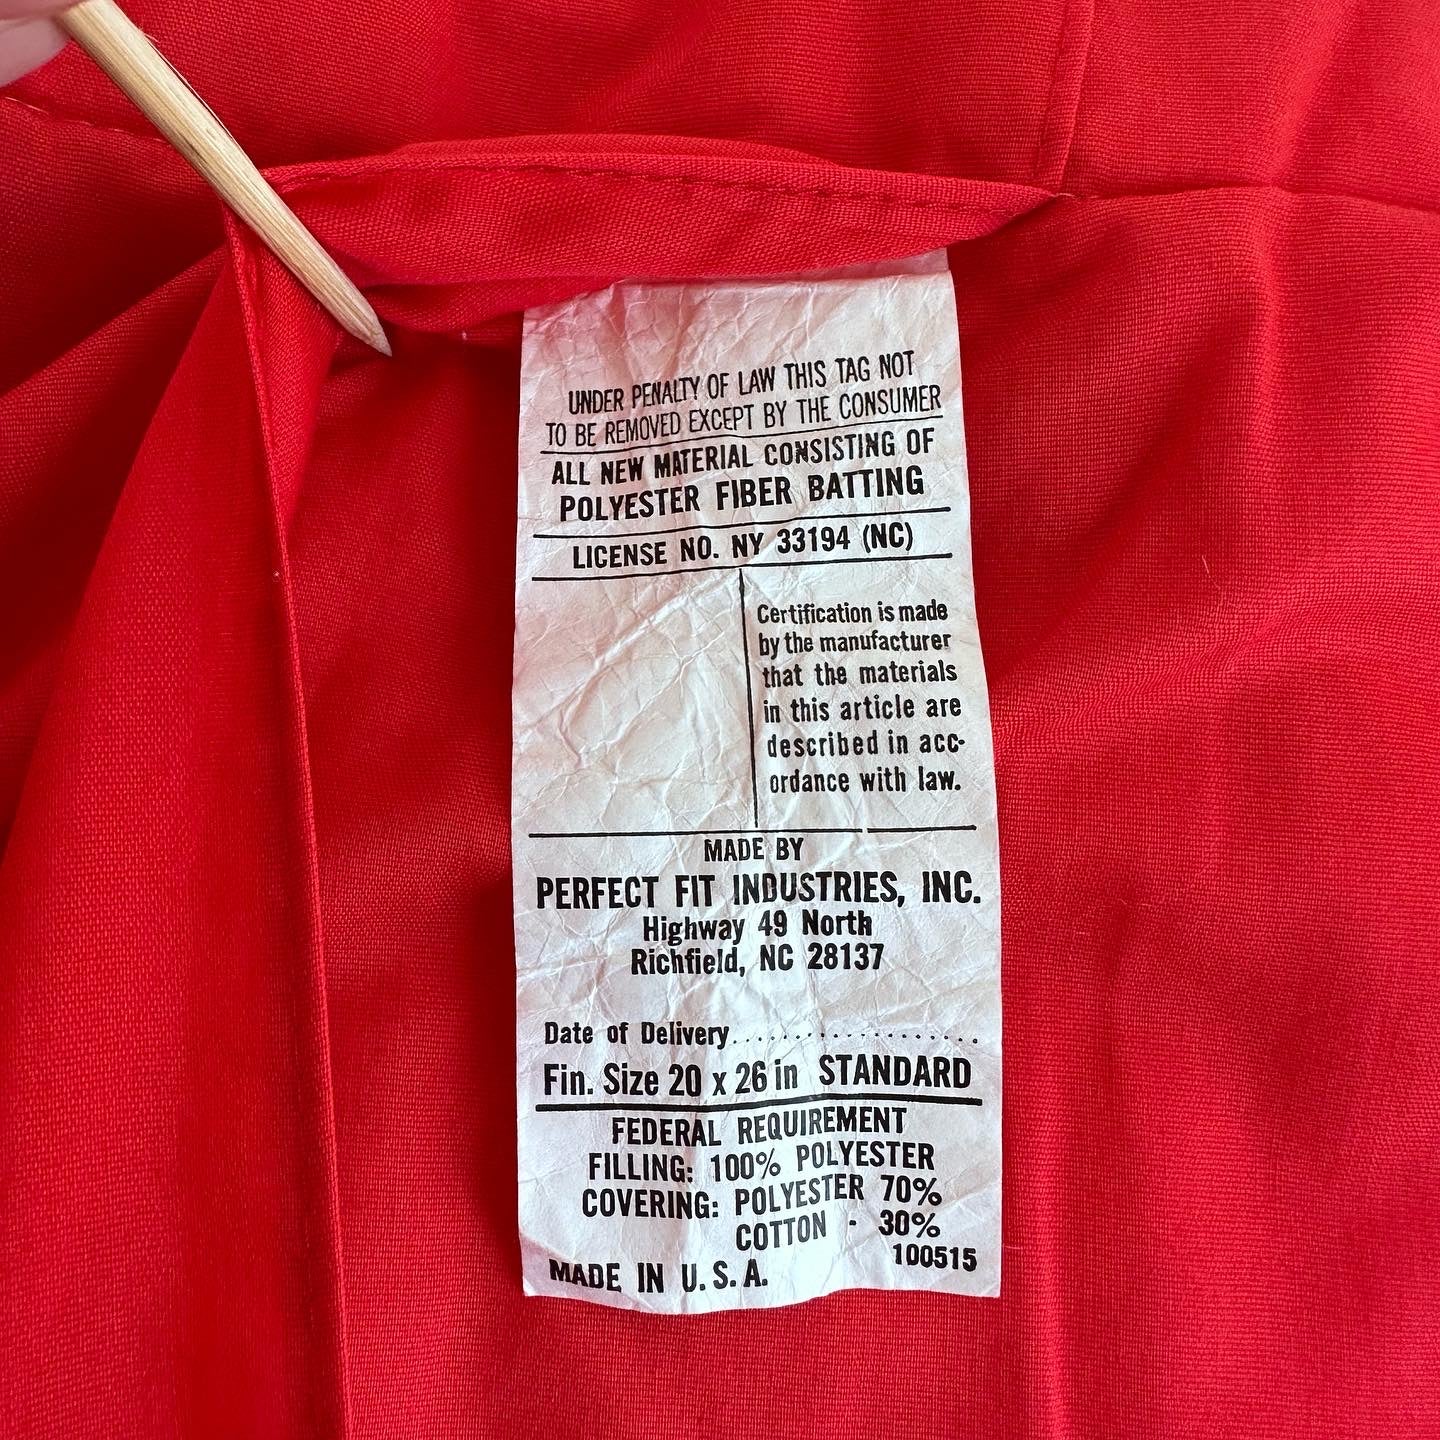 UNDER PENALTY OF LAW THIS TAG NOT
TO BE REMOVED EXCEPT BY THE CONSUMER
ALL NEW MATERIAL CONSISTING OF
POLYESTER FIBER BATTING
LICENSE NO. NY 33194 (NC)
Certification is made
by the manufacturer
that the materials
in this article are
described in acc-
ordance with law.
MADE BY
PERFECT FIT INDUSTRIES, INC.
Highway 49 North
Richfield, NC 28137
Date of Delivery....................
Fin. Size 20 x 26 in STANDARD
FEDERAL REQUIREMENT
FILLING: 100% POLYESTER
COVERING: POLYESTER 70%
COTTON - 30%
100515
MADE IN U.S.A.